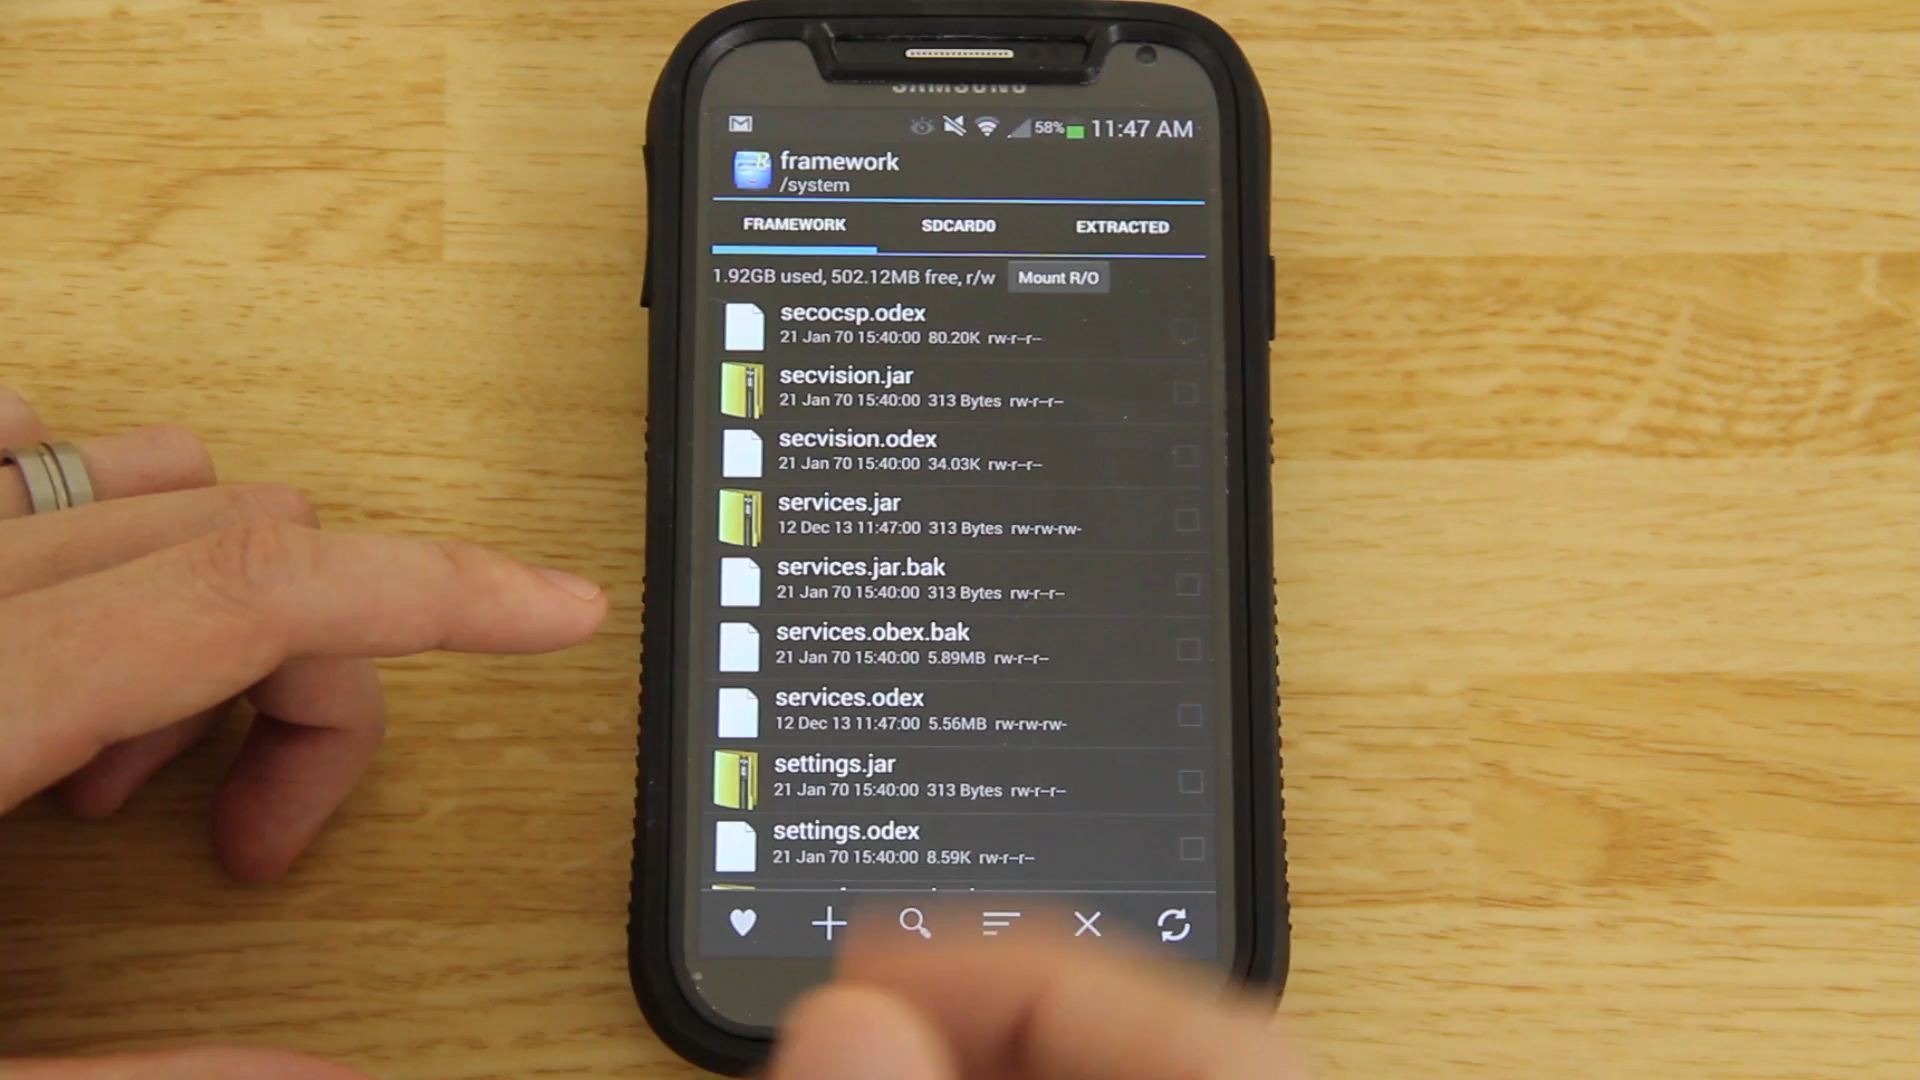 SAMSUNG
58% 11:47 AM
framework
/system
FRAMEWORK SDCARD0 EXTRACTED
1.92GB used, 502.12MB free, r/w Mount R/O
secocsp.odex
21 Jan 70 15:40:00 80.20K rw-r--r--
secvision.jar
21 Jan 70 15:40:00 313 Bytes rw-r--r--
secvision.odex
21 Jan 70 15:40:00 34.03K rw-r--r--
services.jar
12 Dec 13 11:47:00 313 Bytes rw-rw-rw-
services.jar.bak
21 Jan 70 15:40:00 313 Bytes rw-r--r--
services.obex.bak
21 Jan 70 15:40:00 5.89MB rw-r--r--
services.odex
12 Dec 13 11:47:00 5.56MB rw-rw-rw-
settings.jar
21 Jan 70 15:40:00 313 Bytes rw-r--r--
settings.odex
21 Jan 70 15:40:00 8.59K rw-r--r--